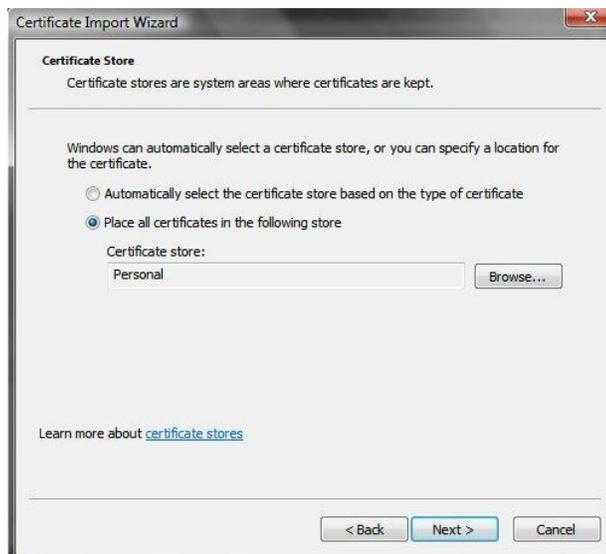 Certificate Import Wizard
Certificate Store
Certificate stores are system areas where certificates are kept.
Windows can automatically select a certificate store, or you can specify a location for
the certificate.
Automatically select the certificate store based on the type of certificate
Place all certificates in the following store
Certificate store:
Personal
Browse...
Learn more about certificate stores
< Back
Next >
Cancel